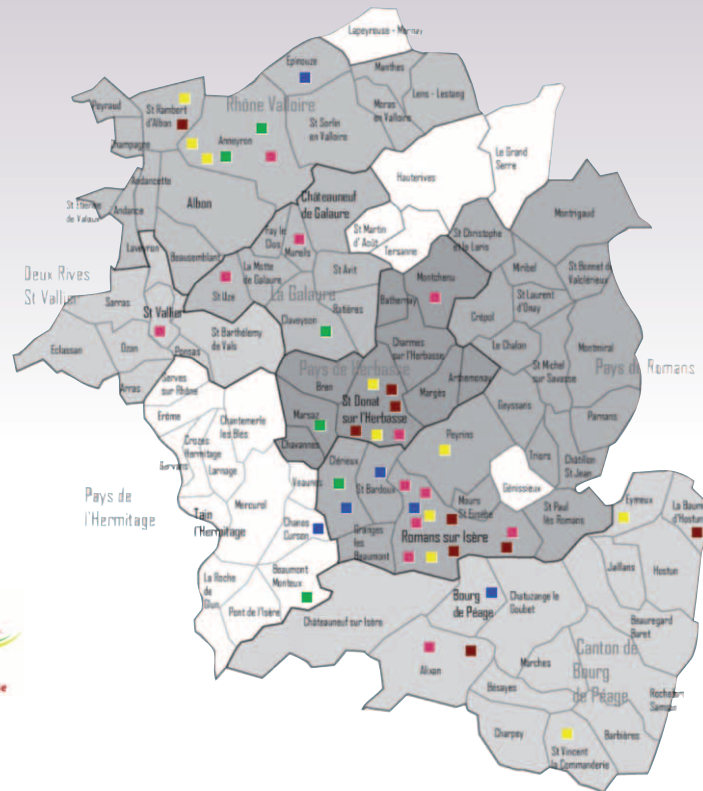 Lapeyrouse - Mornay
Epinouze
Manthes
Lens - Lestang
Peyraud
St Rambert
d'Albon
Rhône Valloire
Moras
en Valloire
St Sorlin
en Valloire
Anneyron
Champagne
Le Grand
Serre
Andancette
Hauterives
Châteauneuf
de Galaure
St Etienne
de Valoux
Andance
Albon
Montrigaud
Fay le
Clos
St Martin
d'Août
St Christophe
et le Laris
Mureils
Tersanne
Laveyron
Beausemblant
La Motte
de Galaure
St Avit
Montchenu
Miribel
St Bonnet de
Valclérieux
Deux Rives
St Vallier
St Uze
La Galaure
Bathernay
St Laurent
d'Onay
Sarras
Ratières
Crépol
St Vallier
Claveyson
St Barthélemy
de Vals
Charmes
sur l'Herbasse
Le Chalon
Montmiral
Eclassan
Ozon
Ponsas
Pays de Herbasse
St Michel
sur Savasse
Pays de Romans
Arras
Serves
sur Rhône
Bren
Margès
Arthemonay
Geyssans
St Donat
sur l'Herbasse
Parnans
Erôme
Chantemerle
les Blés
Marsaz
Peyrins
Triors
Châtillon
St Jean
Crozes
Hermitage
Chavannes
Gervans
Larnage
Clérieux
Génissieux
Veaunes
St Bardoux
Pays de
l'Hermitage
Mercurol
Mours
St Eusèbe
St Paul
lès Romans
Eymeux
La Baume
d'Hostun
Tain
l'Hermitage
Chanos
Curson
Granges
les
Beaumont
Romans sur Isère
Jaillans
Hostun
La Roche
de
Glun
Beaumont
Monteux
Bourg
de Péage
Chatuzange le
Goubet
Pont de l'Isère
Châteauneuf sur Isère
Beauregard
Baret
Alixan
Marches
Canton de
Bourg
de Péage
Bésayes
Rochefort
Samson
Charpey
Barbières
St Vincent
la Commanderie